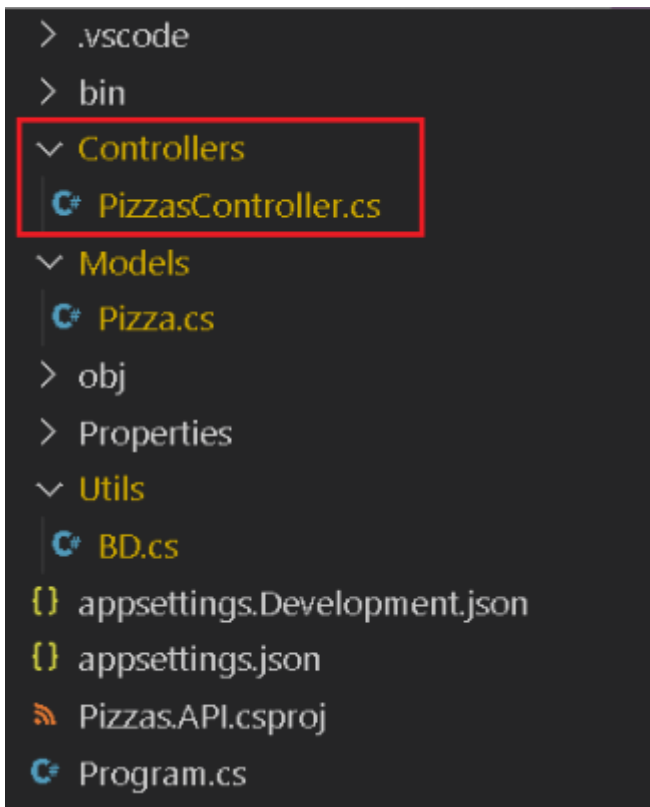 .vscode
bin
Controllers
C# PizzasController.cs
Models
C# Pizza.cs
obj
Properties
Utils
C# BD.cs
{} appsettings.Development.json
{} appsettings.json
Pizzas.API.csproj
C# Program.cs